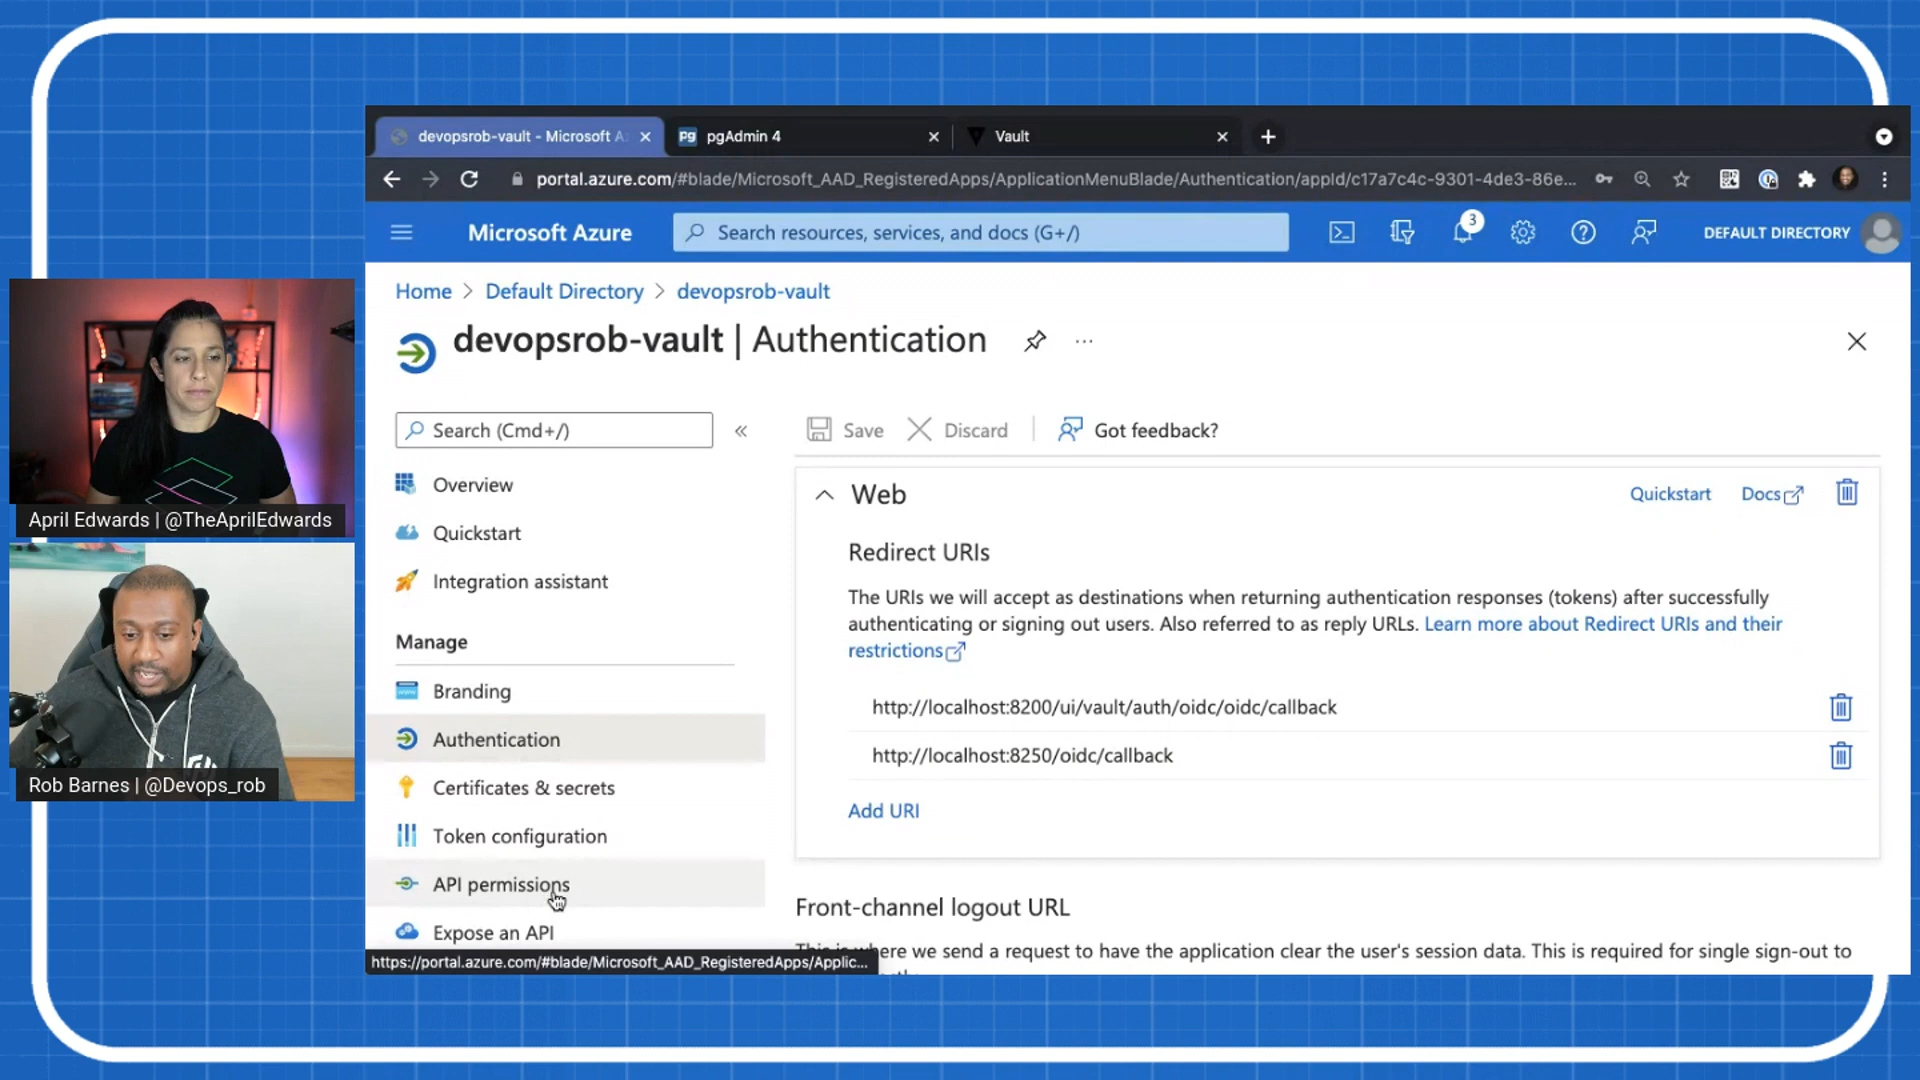 devopsrob-vault - Microsoft A
pgAdmin 4
Vault
portal.azure.com/#blade/Microsoft_AAD_RegisteredApps/ApplicationMenuBlade/Authentication/appId/c17a7c4c-9301-4de3-86e...
Microsoft Azure
Search resources, services, and docs (G+/)
3
DEFAULT DIRECTORY
Home > Default Directory > devopsrob-vault
devopsrob-vault | Authentication
Search (Cmd+/)
Overview
Quickstart
Integration assistant
Manage
Branding
Authentication
Certificates & secrets
Token configuration
API permissions
Expose an API
https://portal.azure.com/#blade/Microsoft_AAD_RegisteredApps/Applic...
Save
Discard
Got feedback?
Web
Quickstart
Docs
Redirect URIs
The URIs we will accept as destinations when returning authentication responses (tokens) after successfully
authenticating or signing out users. Also referred to as reply URLs. Learn more about Redirect URIs and their
restrictions
http://localhost:8200/ui/vault/auth/oidc/oidc/callback
http://localhost:8250/oidc/callback
Add URI
Front-channel logout URL
This is where we send a request to have the application clear the user's session data. This is required for single sign-out to
April Edwards | @TheAprilEdwards
Rob Barnes | @Devops_rob